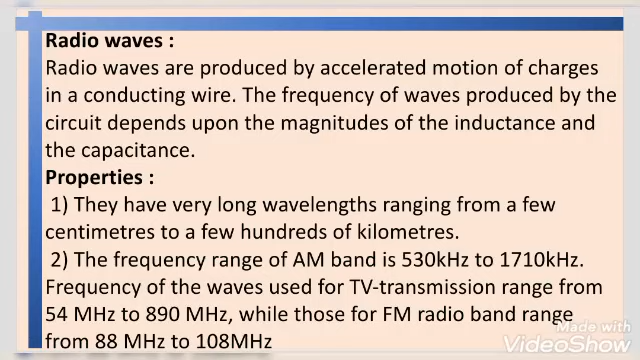 Radio waves :
Radio waves are produced by accelerated motion of charges
in a conducting wire. The frequency of waves produced by the
circuit depends upon the magnitudes of the inductance and
the capacitance.
Properties :
1) They have very long wavelengths ranging from a few
centimetres to a few hundreds of kilometres.
2) The frequency range of AM band is 530kHz to 1710kHz.
Frequency of the waves used for TV-transmission range from
54 MHz to 890 MHz, while those for FM radio band range
from 88 MHz to 108MHz
Made with
VideoShow